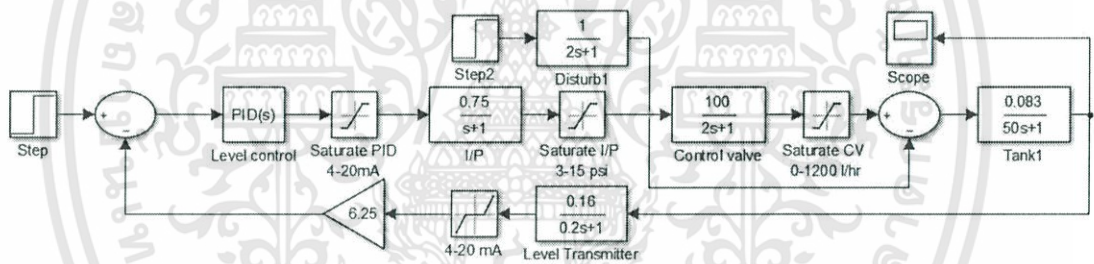 Step2
1
2s+1
Disturb1
Scope
Step
+
−
PID(s)
Level control
Saturate PID
4-20mA
0.75
s+1
I/P
Saturate I/P
3-15 psi
100
2s+1
Control valve
Saturate CV
0-1200 l/hr
+
−
0.083
50s+1
Tank1
6.25
4-20 mA
0.16
0.2s+1
Level Transmitter